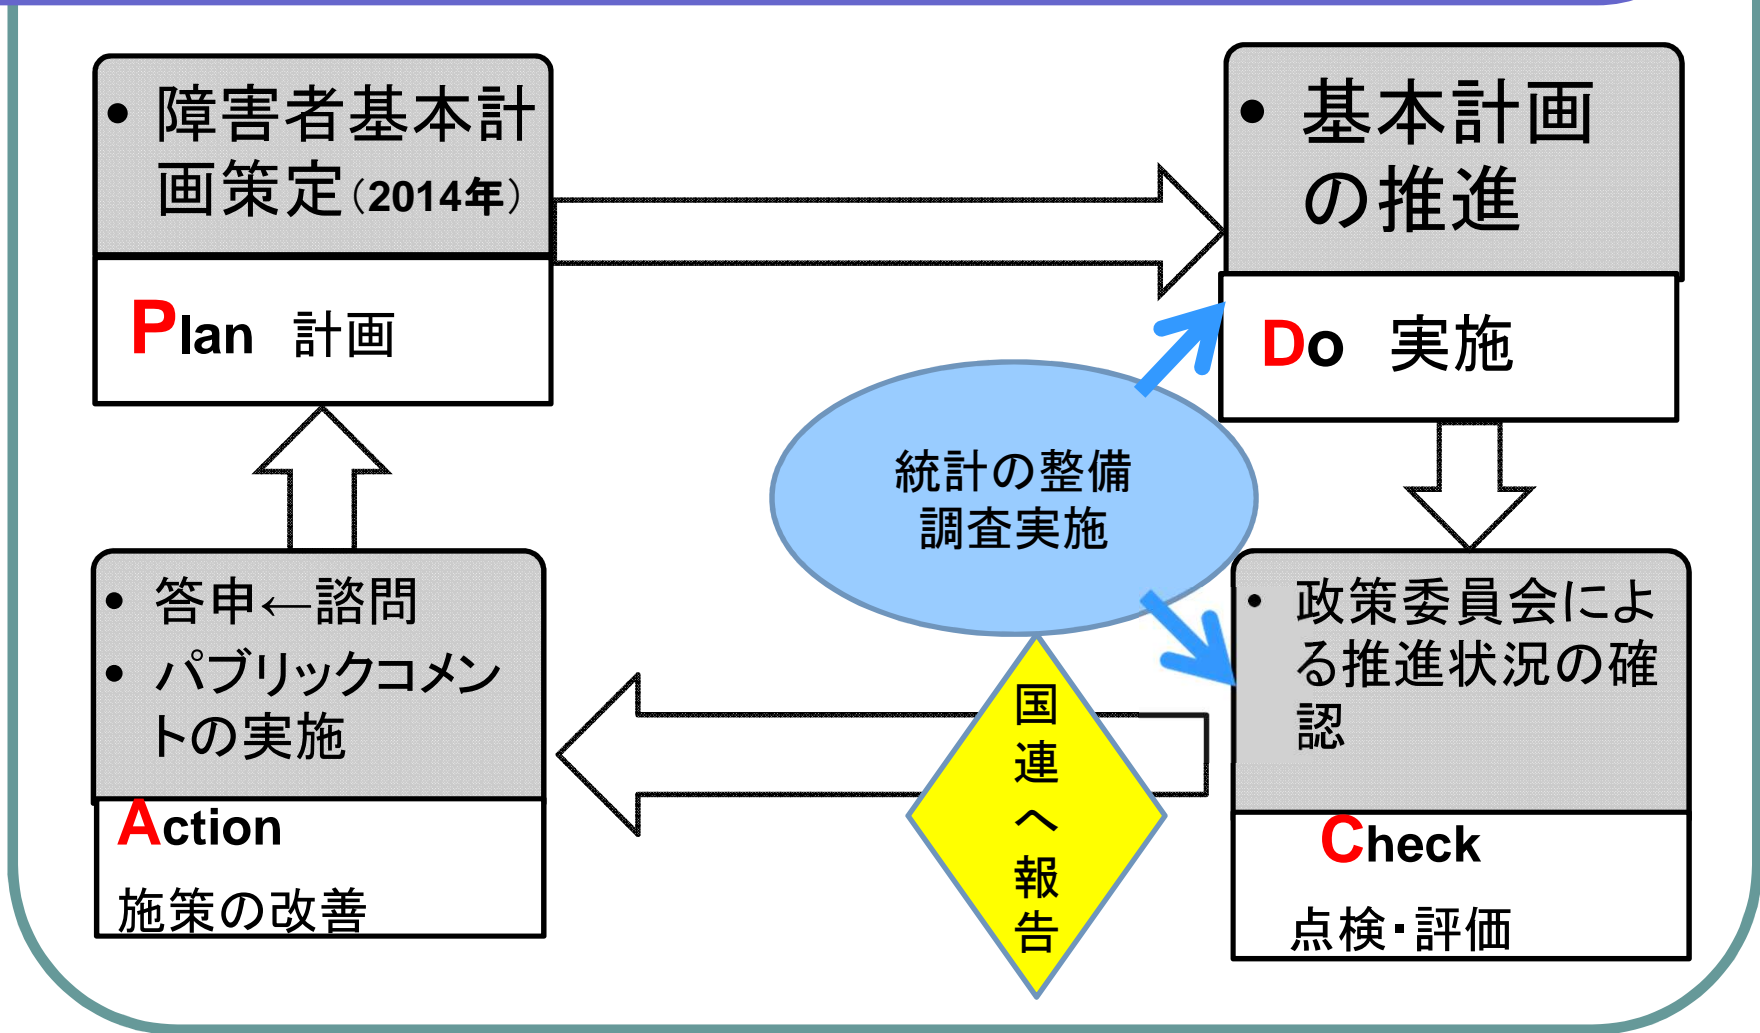 • 障害者基本計
画策定（2014年）
Plan 計画
• 基本計画
の推進
Do 実施
統計の整備
調査実施
• 答申←諮問
• パブリックコメン
トの実施
Action
施策の改善
国
連
へ
報
告
• 政策委員会によ
る推進状況の確
認
Check
点検・評価